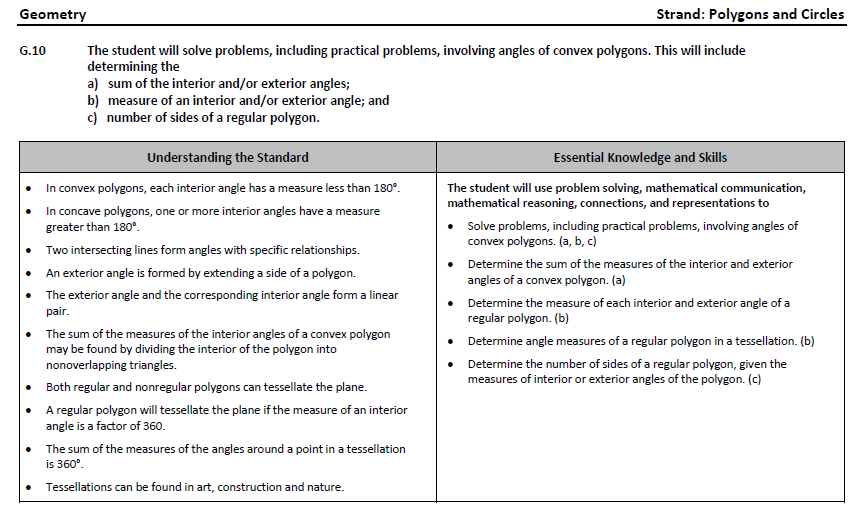 Geometry
Strand: Polygons and Circles
G.10 The student will solve problems, including practical problems, involving angles of convex polygons. This will include
determining the
a) sum of the interior and/or exterior angles;
b) measure of an interior and/or exterior angle; and
c) number of sides of a regular polygon.
Understanding the Standard
• In convex polygons, each interior angle has a measure less than 180°.
• In concave polygons, one or more interior angles have a measure
greater than 180°.
• Two intersecting lines form angles with specific relationships.
• An exterior angle is formed by extending a side of a polygon.
• The exterior angle and the corresponding interior angle form a linear
pair.
• The sum of the measures of the interior angles of a convex polygon
may be found by dividing the interior of the polygon into
nonoverlapping triangles.
• Both regular and nonregular polygons can tessellate the plane.
• A regular polygon will tessellate the plane if the measure of an interior
angle is a factor of 360.
• The sum of the measures of the angles around a point in a tessellation
is 360°.
• Tessellations can be found in art, construction and nature.
Essential Knowledge and Skills
The student will use problem solving, mathematical communication,
mathematical reasoning, connections, and representations to
• Solve problems, including practical problems, involving angles of
convex polygons. (a, b, c)
• Determine the sum of the measures of the interior and exterior
angles of a convex polygon. (a)
• Determine the measure of each interior and exterior angle of a
regular polygon. (b)
• Determine angle measures of a regular polygon in a tessellation. (b)
• Determine the number of sides of a regular polygon, given the
measures of interior or exterior angles of the polygon. (c)